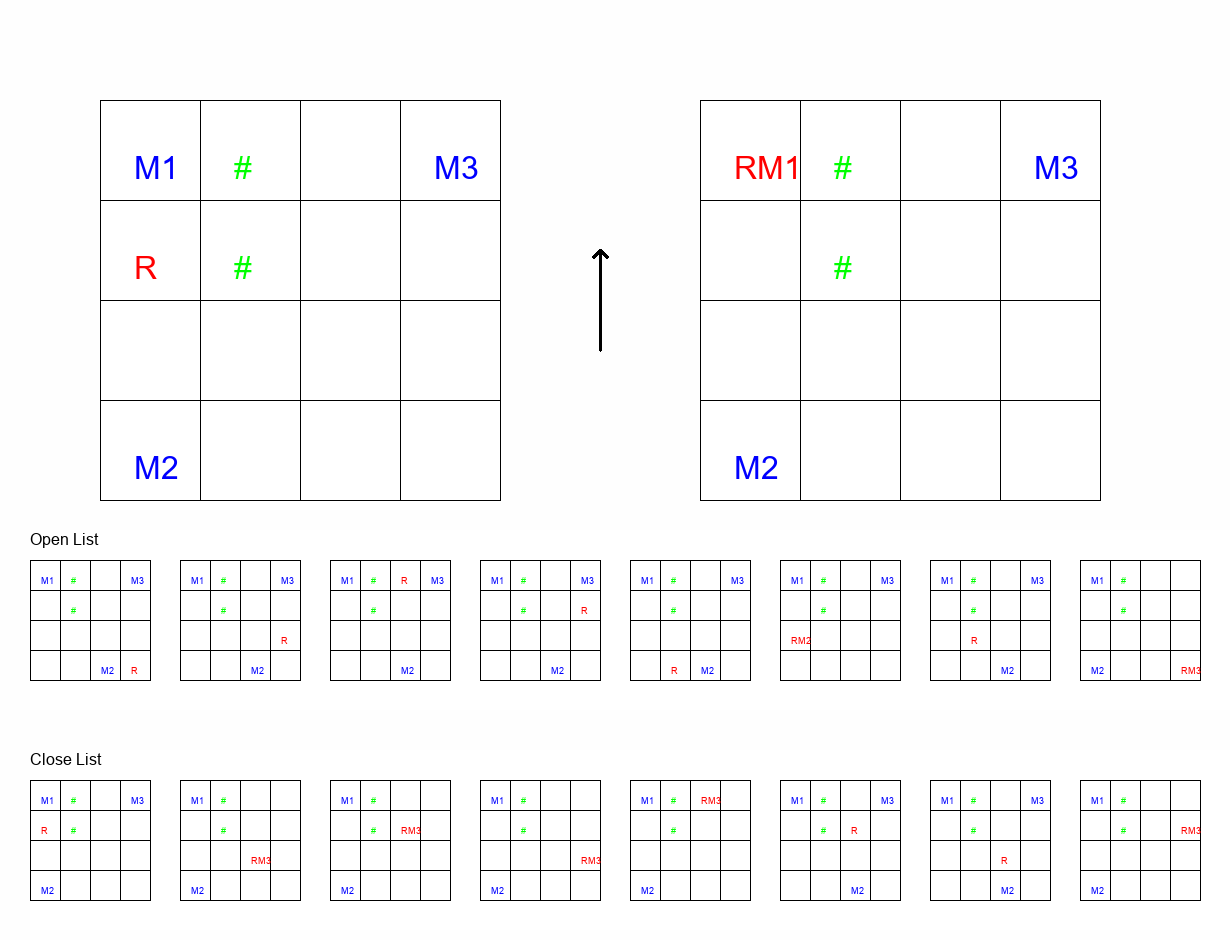 M1 # M3 RM1 # M3
R # #
M2 M2
Open List
M1 # M3 M1 # M3 M1 # R M3 M1 # M3 M1 # M3 M1 # M3 M1 # M3 M1 #
# # # # R # # # #
R RM2 R
M2 R M2 M2 M2 R M2 M2 M2 RM3
Close List
M1 # M3 M1 # M1 # M1 # M1 # RM3 M1 # M3 M1 # M3 M1 #
R # # # RM3 # # # R # # RM3
RM3 RM3 R
M2 M2 M2 M2 M2 M2 M2 M2